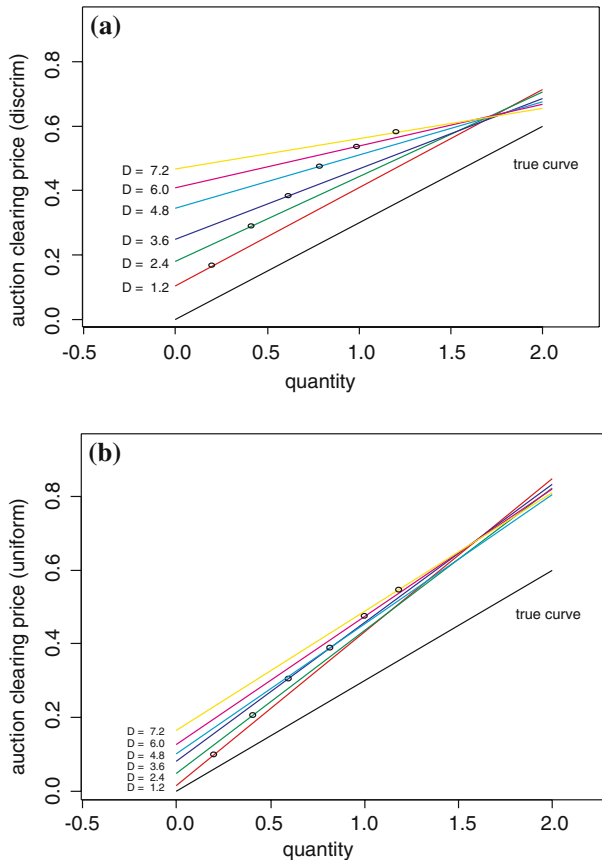 (a)
auction clearing price (discrim)
0.8
0.6
0.4
0.2
0.0
D = 7.2
D = 6.0
D = 4.8
D = 3.6
D = 2.4
D = 1.2
true curve
-0.5 0.0 0.5 1.0 1.5 2.0
quantity
(b)
auction clearing price (uniform)
0.8
0.6
0.4
0.2
0.0
D = 7.2
D = 6.0
D = 4.8
D = 3.6
D = 2.4
D = 1.2
true curve
-0.5 0.0 0.5 1.0 1.5 2.0
quantity